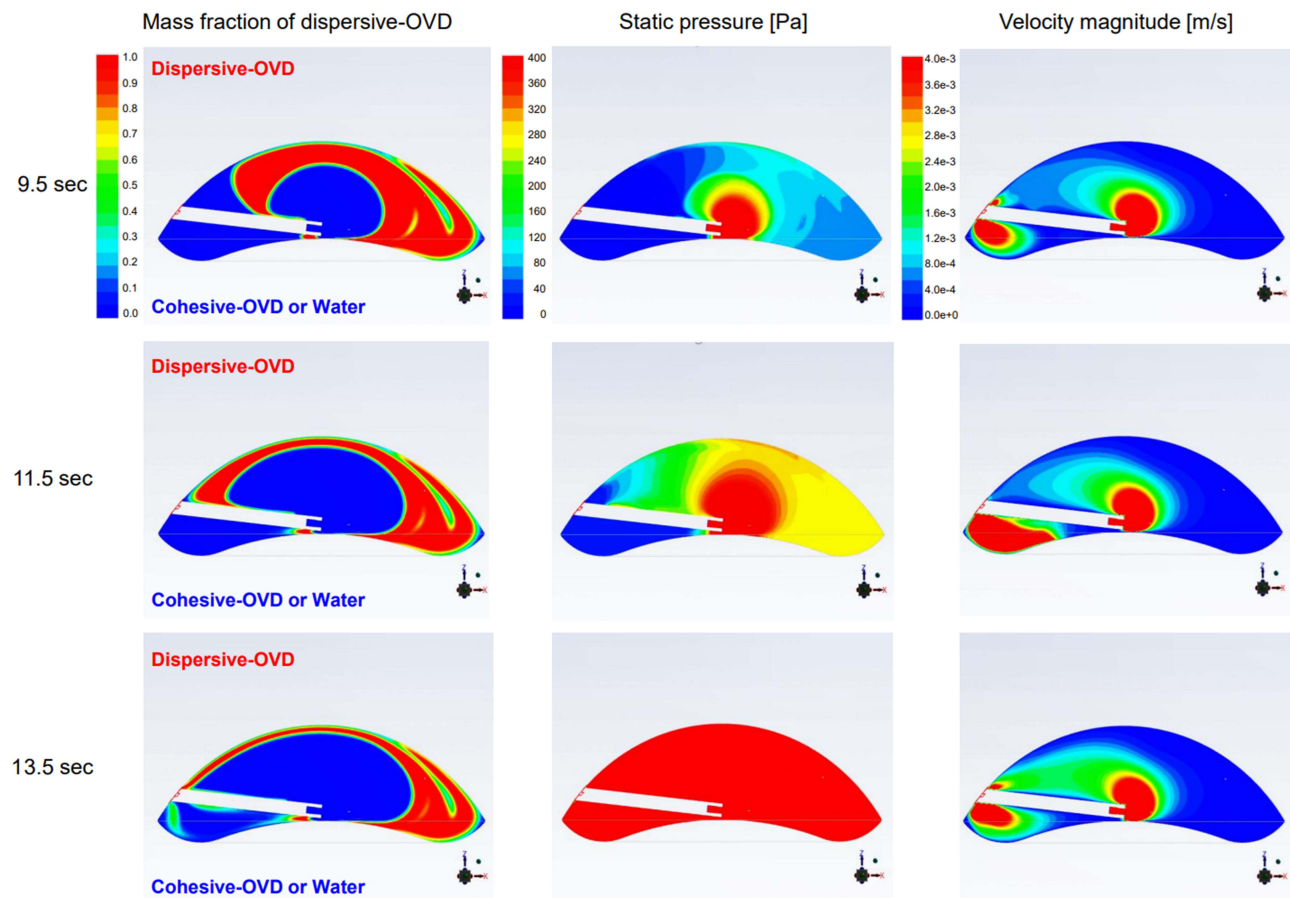 Mass fraction of dispersive-OVD
Static pressure [Pa]
Velocity magnitude [m/s]
9.5 sec
1.0
0.9
0.8
0.7
0.6
0.5
0.4
0.3
0.2
0.1
0.0
Dispersive-OVD
Cohesive-OVD or Water
Z
X
400
360
320
280
240
200
160
120
80
40
0
Z
X
4.0e-3
3.6e-3
3.2e-3
2.8e-3
2.4e-3
2.0e-3
1.6e-3
1.2e-3
8.0e-4
4.0e-4
0.0e+0
Z
X
11.5 sec
Dispersive-OVD
Cohesive-OVD or Water
Z
X
Z
X
Z
X
13.5 sec
Dispersive-OVD
Cohesive-OVD or Water
Z
X
Z
X
Z
X